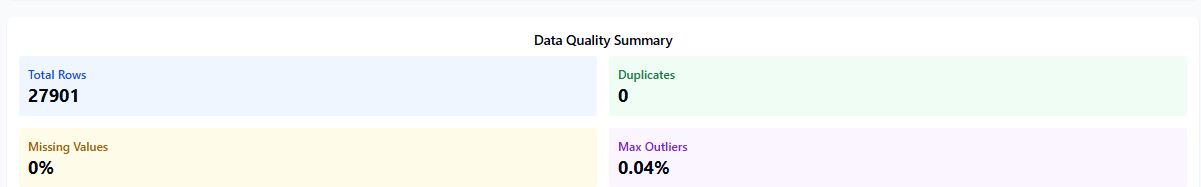 Data Quality Summary
Total Rows
27901
Duplicates
0
Missing Values
0%
Max Outliers
0.04%